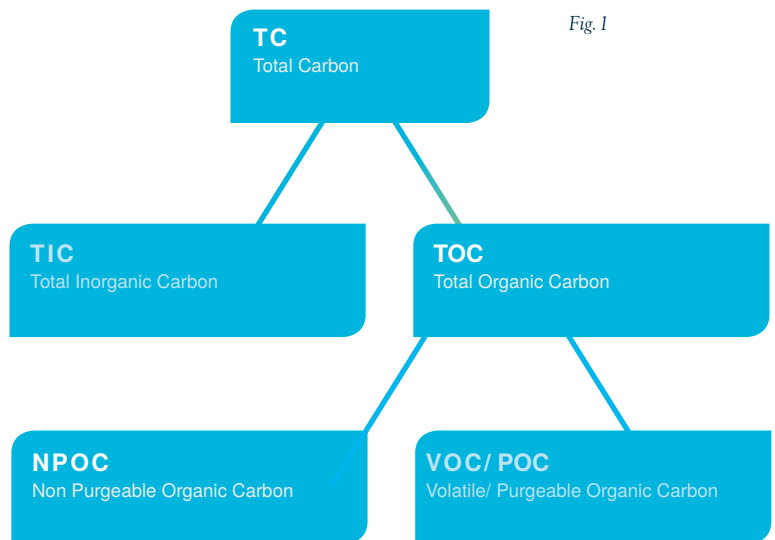 Fig. 1
TC
Total Carbon
TIC
Total Inorganic Carbon
TOC
Total Organic Carbon
NPOC
Non Purgeable Organic Carbon
VOC/ POC
Volatile/ Purgeable Organic Carbon